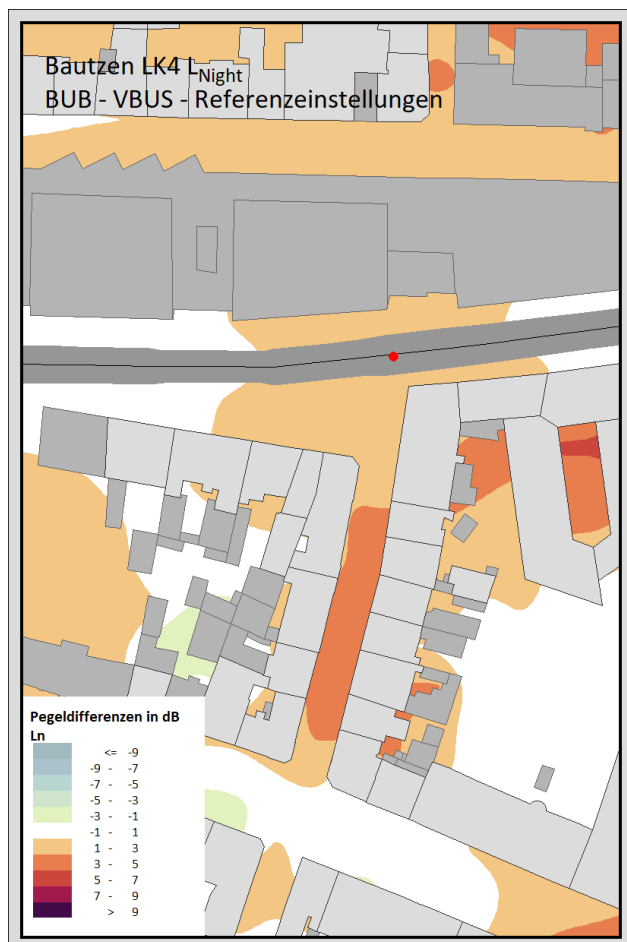 Bautzen LK4 LNight
BUB - VBUS - Referenzeinstellungen
Pegeldifferenzen in dB
Ln
<= -9
-9 - -7
-7 - -5
-5 - -3
-3 - -1
-1 - 1
1 - 3
3 - 5
5 - 7
7 - 9
> 9